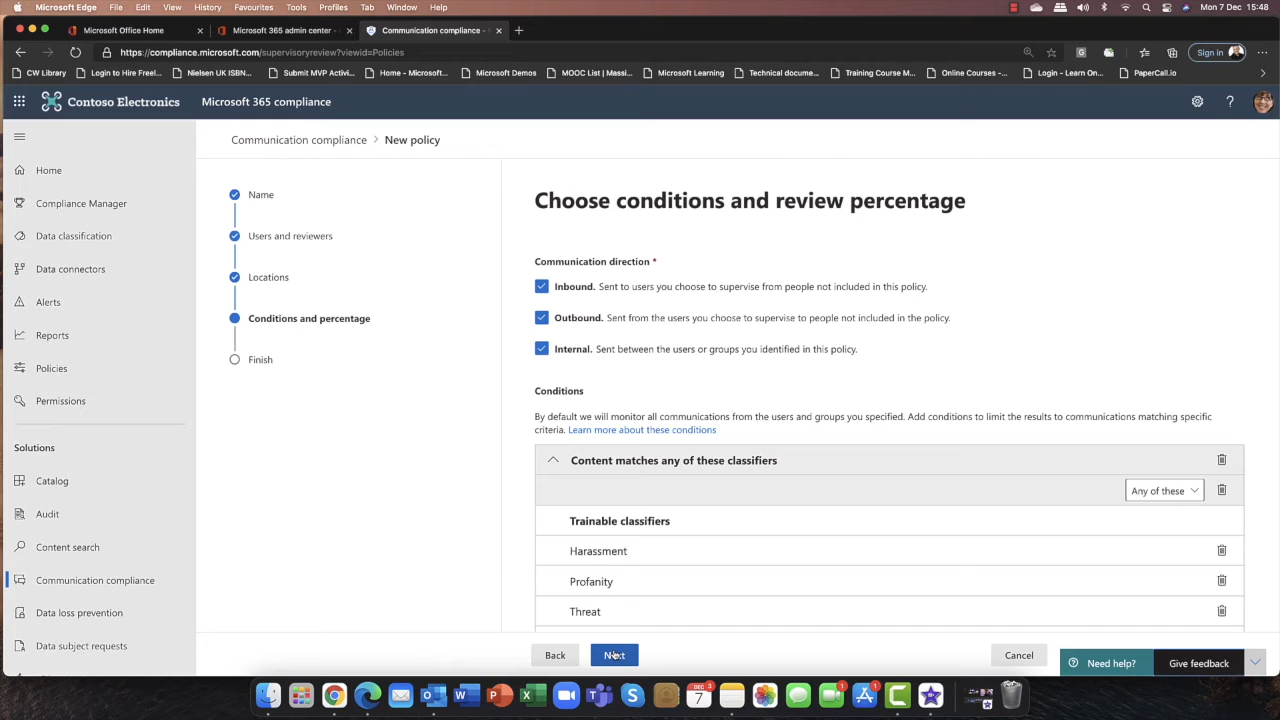 Microsoft Edge File Edit View History Favourites Tools Profiles Tab Window Help
Mon 7 Dec 15:48
Microsoft Office Home
Microsoft 365 admin center -
Communication compliance -
https://compliance.microsoft.com/supervisoryreview?viewid=Policies
Sign in
CW Library
Login to Hire Freel...
Nielsen UK ISBN...
Submit MVP Activi...
Home - Microsoft...
Microsoft Demos
MOOC List | Massi...
Microsoft Learning
Technical docume...
Training Course M...
Online Courses -...
Login - Learn On...
PaperCall.io
Contoso Electronics
Microsoft 365 compliance
?
Communication compliance > New policy
Home
Compliance Manager
Data classification
Data connectors
Alerts
Reports
Policies
Permissions
Solutions
Catalog
Audit
Content search
Communication compliance
Data loss prevention
Data subject requests
Name
Users and reviewers
Locations
Conditions and percentage
Finish
Choose conditions and review percentage
Communication direction *
Inbound. Sent to users you choose to supervise from people not included in this policy.
Outbound. Sent from the users you choose to supervise to people not included in the policy.
Internal. Sent between the users or groups you identified in this policy.
Conditions
By default we will monitor all communications from the users and groups you specified. Add conditions to limit the results to communications matching specific
criteria. Learn more about these conditions
Content matches any of these classifiers
Any of these
Trainable classifiers
Harassment
Profanity
Threat
Back
Next
Cancel
Need help?
Give feedback
DEC
7
3
1
1